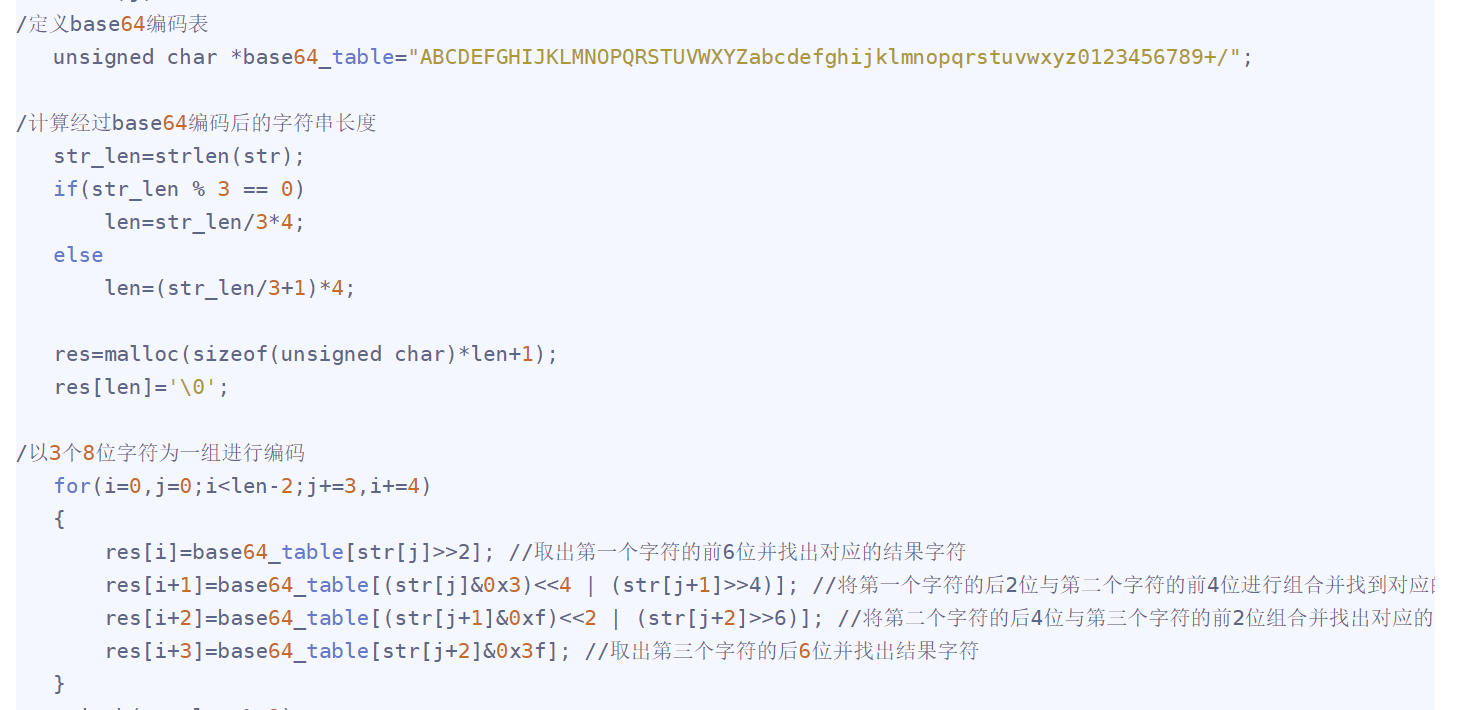 /定义base64编码表
unsigned char *base64_table="ABCDEFGHIJKLMNOPQRSTUVWXYZabcdefghijklmnopqrstuvwxyz0123456789+/";
/计算经过base64编码后的字符串长度
str_len=strlen(str);
if(str_len % 3 == 0)
len=str_len/3*4;
else
len=(str_len/3+1)*4;
res=malloc(sizeof(unsigned char)*len+1);
res[len]='\0';
/以3个8位字符为一组进行编码
for(i=0,j=0;i<len-2;j+=3,i+=4)
{
res[i]=base64_table[str[j]>>2]; //取出第一个字符的前6位并找出对应的结果字符
res[i+1]=base64_table[(str[j]&0x3)<<4 | (str[j+1]>>4)]; //将第一个字符的后2位与第二个字符的前4位进行组合并找到对应
res[i+2]=base64_table[(str[j+1]&0xf)<<2 | (str[j+2]>>6)]; //将第二个字符的后4位与第三个字符的前2位组合并找出对应的
res[i+3]=base64_table[str[j+2]&0x3f]; //取出第三个字符的后6位并找出结果字符
}